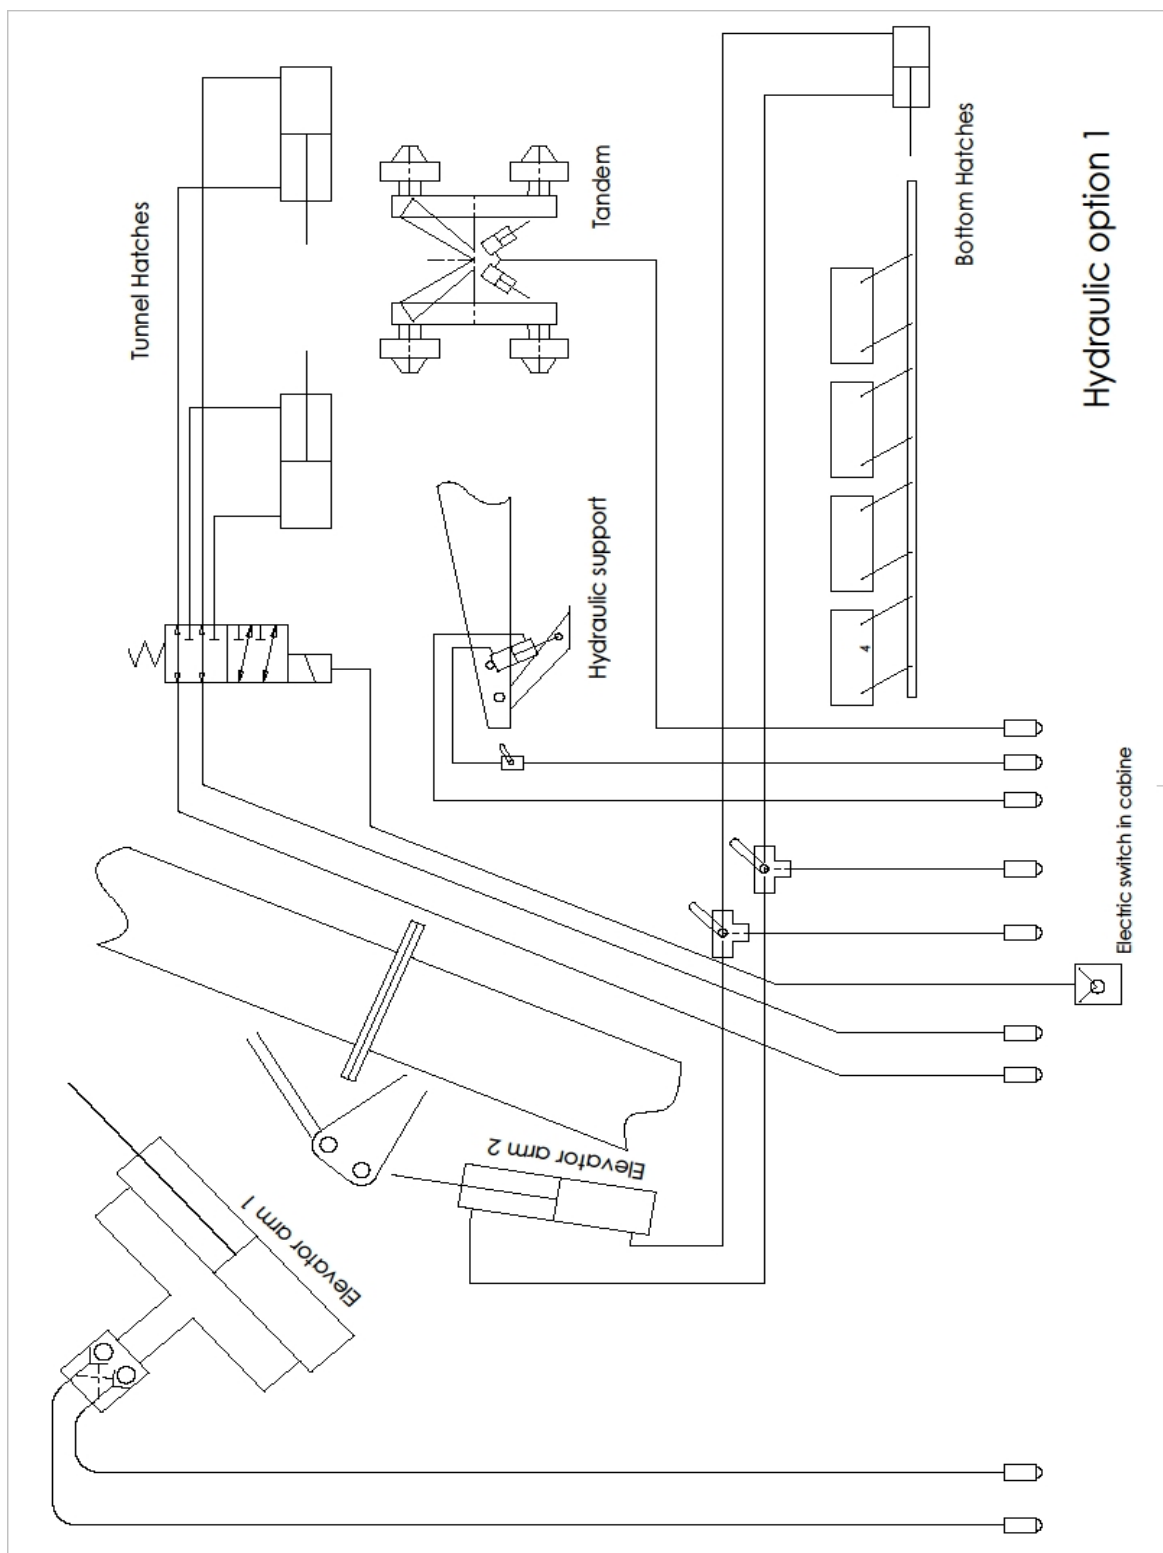 Hydraulic option 1
Tunnel Hatches
Tandem
Bottom Hatches
Hydraulic support
4
Electric switch in cabine
Elevator arm 2
Elevator arm 1